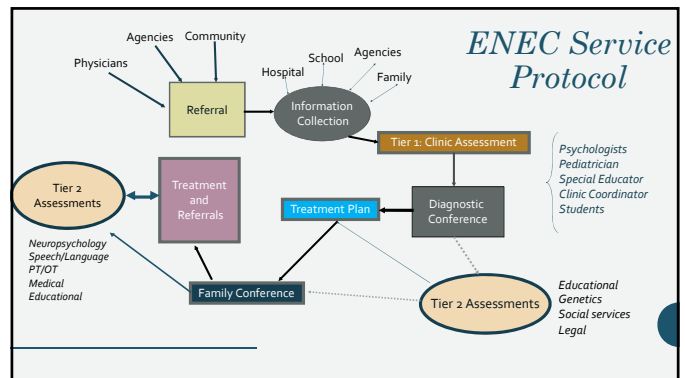 ENEC Service
Protocol
Physicians
Agencies
Community
Hospital
School
Agencies
Family
Referral
Information
Collection
Tier 1: Clinic Assessment
Psychologists
Pediatrician
Special Educator
Clinic Coordinator
Students
Tier 2
Assessments
Treatment
and
Referrals
Treatment Plan
Diagnostic
Conference
Neuropsychology
Speech/Language
PT/OT
Medical
Educational
Family Conference
Tier 2 Assessments
Educational
Genetics
Social services
Legal